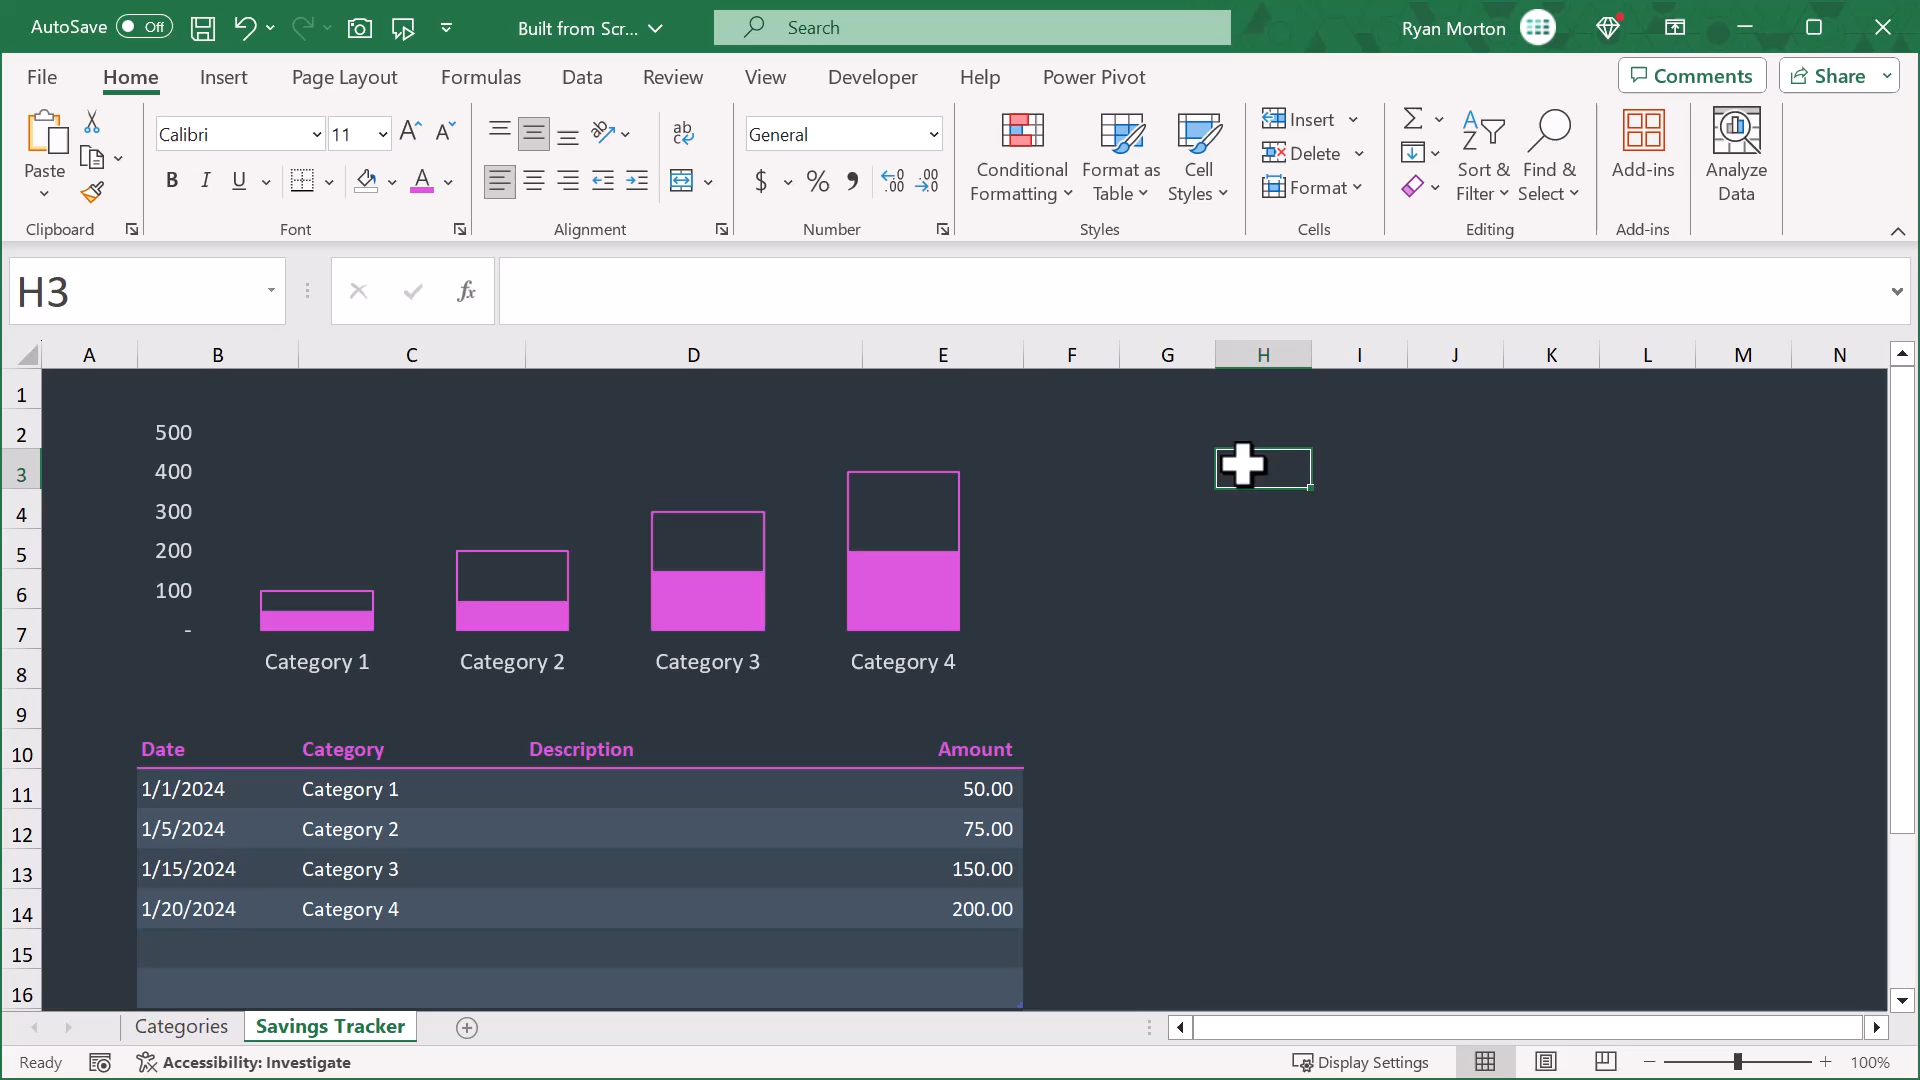 AutoSave Off Built from Scr... Search Ryan Morton
File Home Insert Page Layout Formulas Data Review View Developer Help Power Pivot Comments Share
Paste
Clipboard
Calibri 11
B I U A
Font
ab
Alignment
General
$ % 9 .00 .00
Number
Conditional Formatting
Format as Table
Cell Styles
Styles
Insert
Delete
Format
Cells
Sort & Filter
Find & Select
Editing
Add-ins
Add-ins
Analyze Data
H3 fx
A B C D E F G H I J K L M N
1
2 500
3 400
4 300
5 200
6 100
7 -
8 Category 1 Category 2 Category 3 Category 4
9
10 Date Category Description Amount
11 1/1/2024 Category 1 50.00
12 1/5/2024 Category 2 75.00
13 1/15/2024 Category 3 150.00
14 1/20/2024 Category 4 200.00
15
16
Categories Savings Tracker
Ready Accessibility: Investigate Display Settings 100%